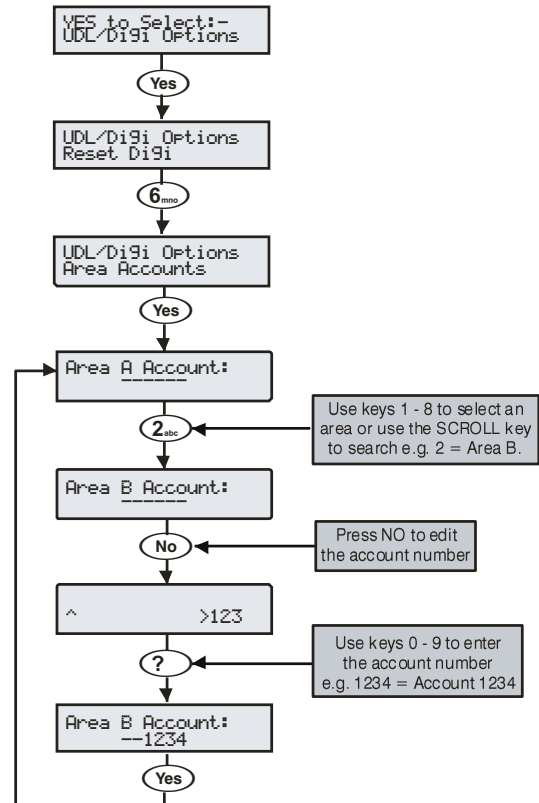 YES to Select:-
UDL/Digi Options
Yes
UDL/Digi Options
Reset Digi
6mno
UDL/Digi Options
Area Accounts
Yes
Area A Account:
------
2abc
Use keys 1 - 8 to select an
area or use the SCROLL key
to search e.g. 2 = Area B.
Area B Account:
------
No
Press NO to edit
the account number
^ >123
?
Use keys 0 - 9 to enter
the account number
e.g. 1234 = Account 1234
Area B Account:
--1234
Yes